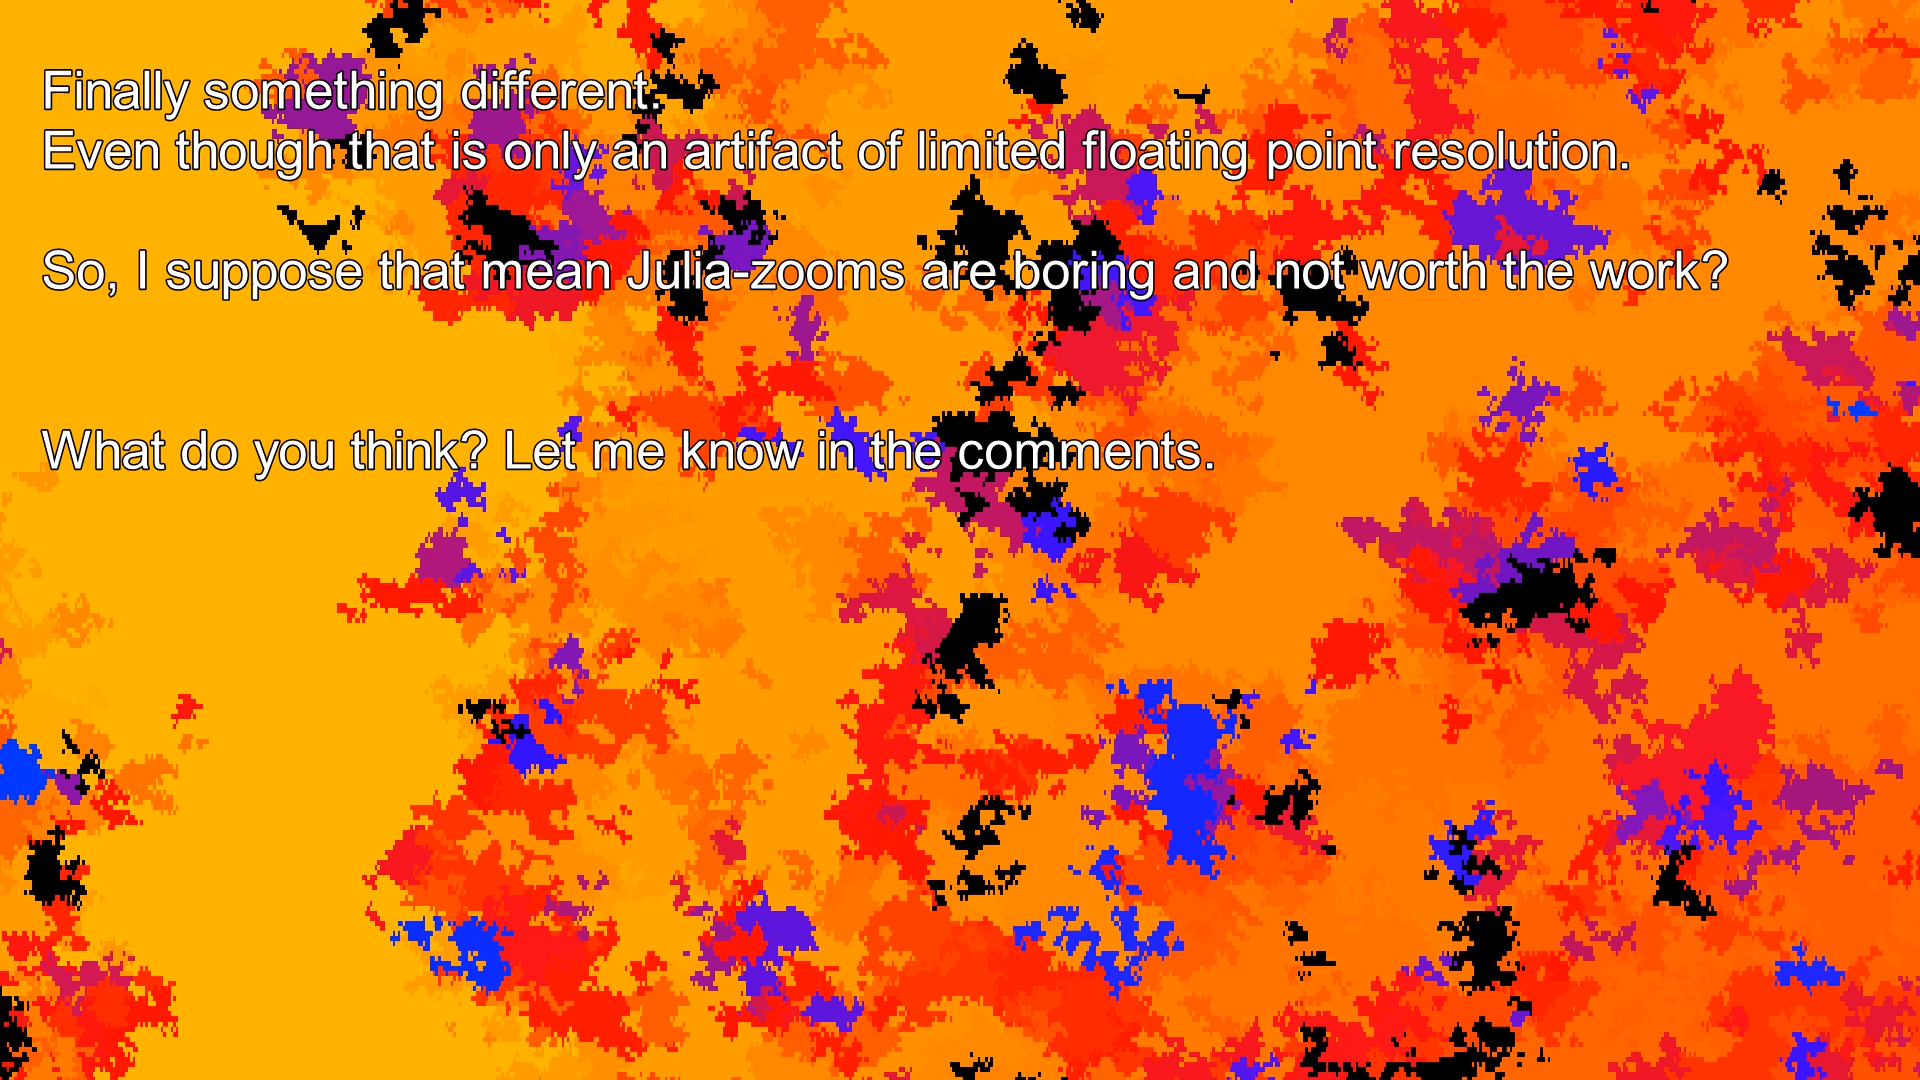 Finally something different.
Even though that is only an artifact of limited floating point resolution.
So, I suppose that mean Julia-zooms are boring and not worth the work?
What do you think? Let me know in the comments.